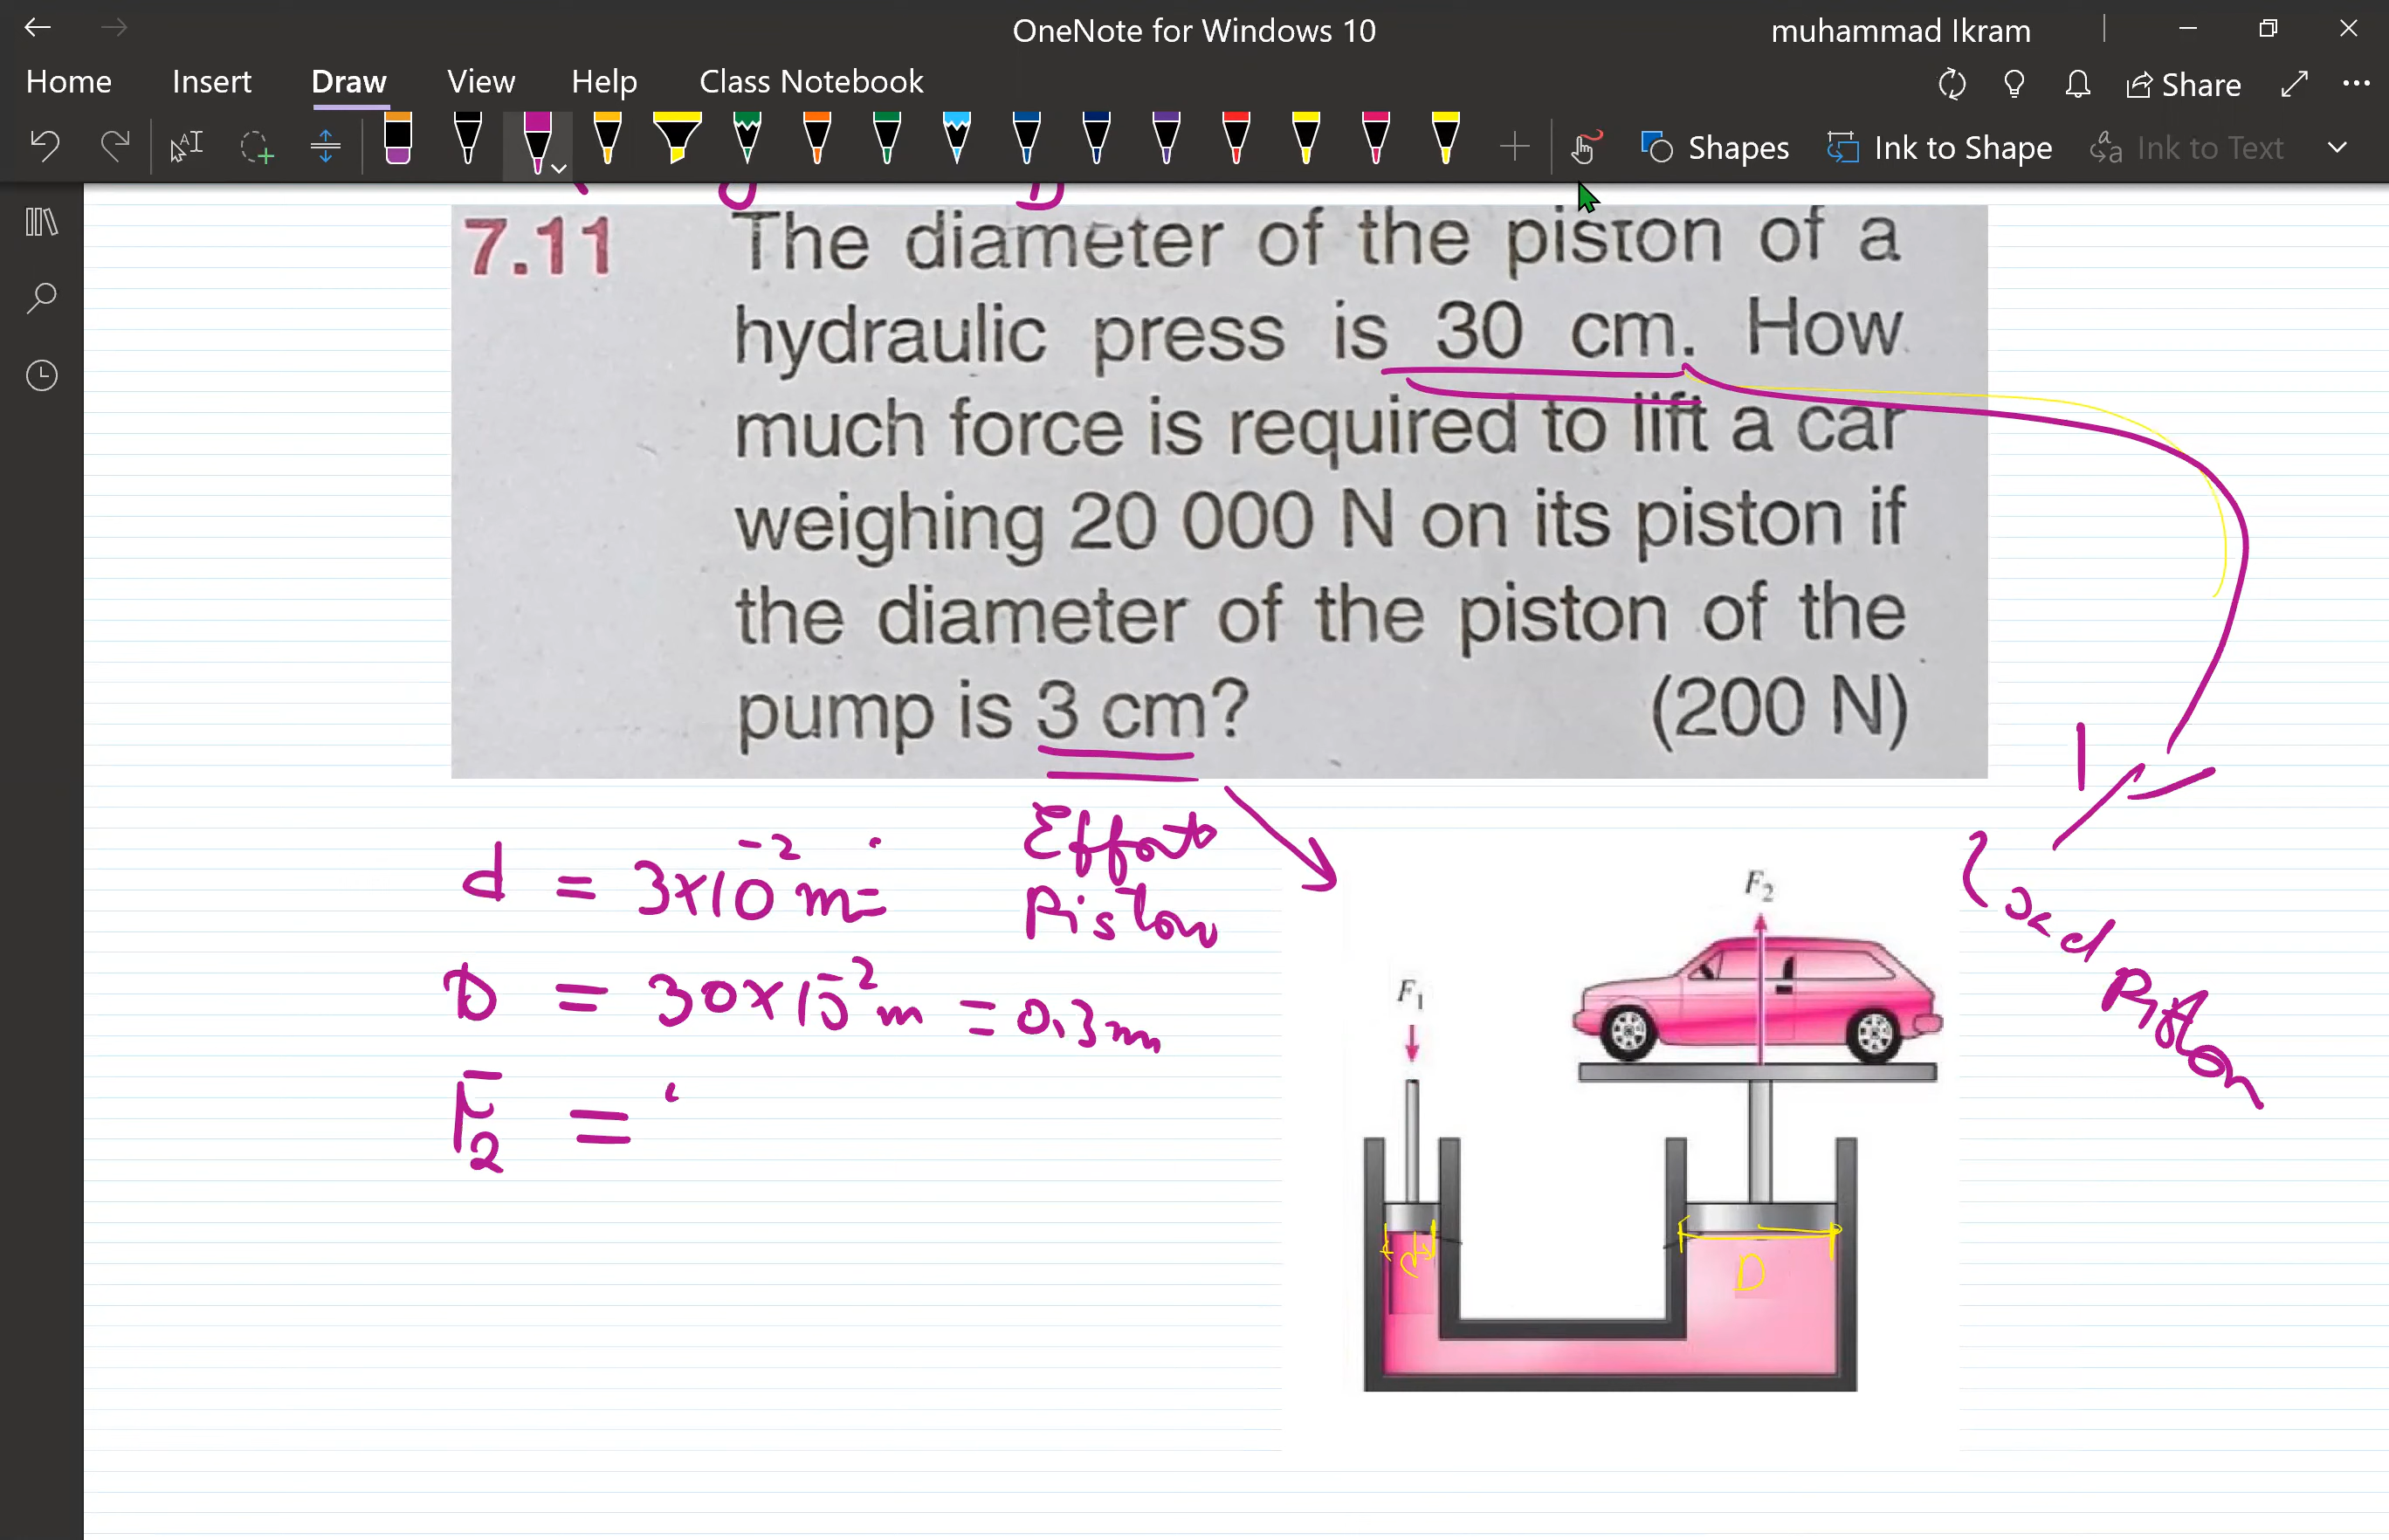 OneNote for Windows 10
muhammad Ikram
Home Insert Draw View Help Class Notebook
Share
Shapes Ink to Shape Ink to Text
7.11 The diameter of the piston of a
hydraulic press is 30 cm. How
much force is required to lift a car
weighing 20 000 N on its piston if
the diameter of the piston of the
pump is 3 cm? (200 N)
d = 3×10⁻² m =
Effort
Piston
D = 30×10⁻² m = 0.3 m
F₂ =
Load Piston
F₁
F₂
d
D